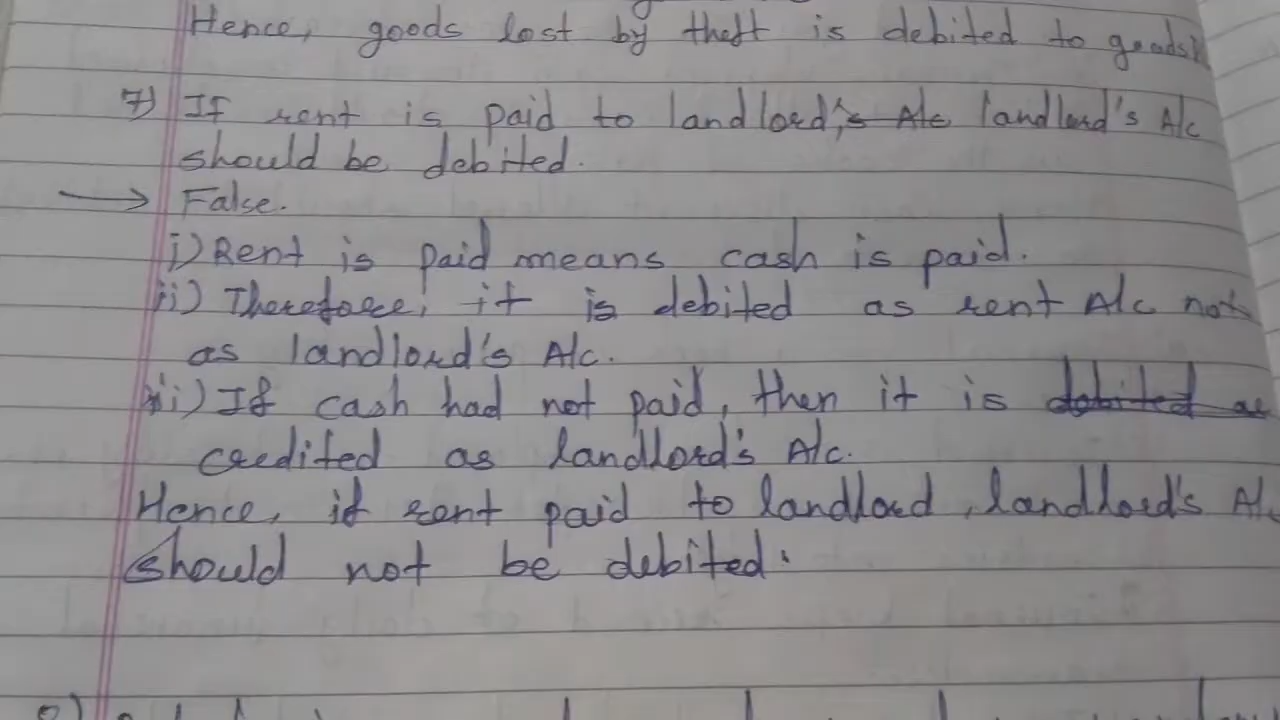 Hence, goods lost by theft is debited to goods
7) If rent is paid to landlord's A/c landlord's A/c
should be debited.
→ False.
i) Rent is paid means cash is paid.
ii) Therefore, it is debited as rent A/c not
as landlord's A/c.
iii) If cash had not paid, then it is debited as
credited as landlord's A/c.
Hence, if rent paid to landlord, landlord's A/c
should not be debited.